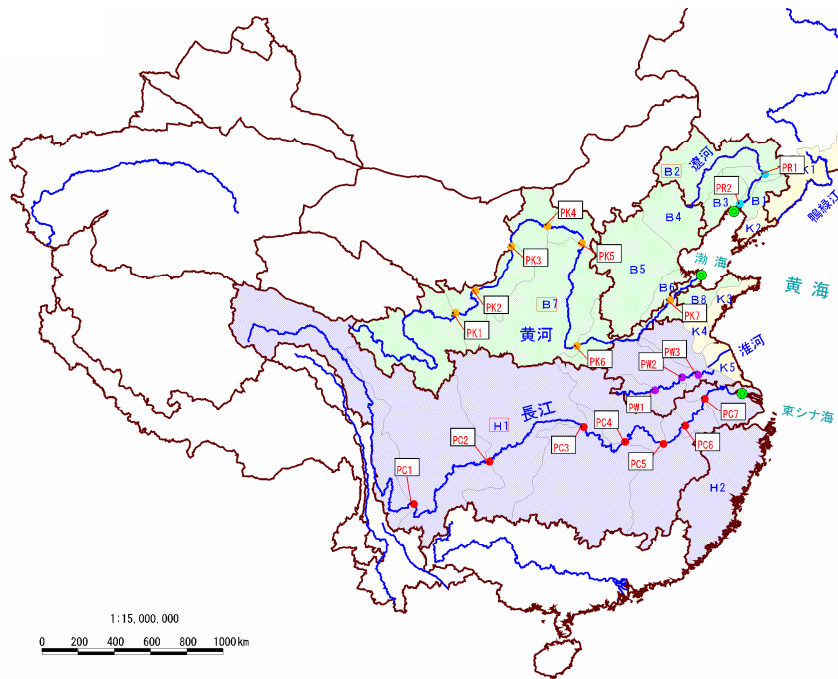 遼河
B2
PR1
K1
PR2
B3
B1
鴨緑江
B4
K2
PK4
PK3
PK5
渤海
B5
黄海
PK2
B7
B6
B8
K3
PK7
PK1
黄河
K4
PK6
淮河
PW3
PW2
K5
PW1
長江
H1
PC4
PC7
東シナ海
PC3
PC6
PC5
PC2
PC1
H2
1:15,000,000
0 200 400 600 800 1000km